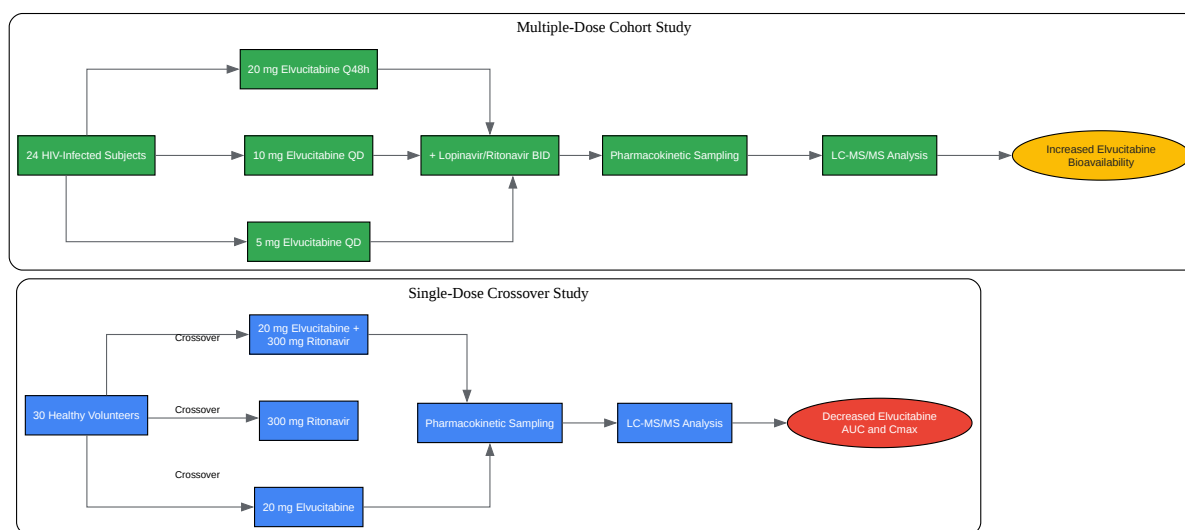 Multiple-Dose Cohort Study
20 mg Elvucitabine Q48h
24 HIV-Infected Subjects
10 mg Elvucitabine QD
+ Lopinavir/Ritonavir BID
Pharmacokinetic Sampling
LC-MS/MS Analysis
Increased Elvucitabine
Bioavailability
5 mg Elvucitabine QD
Single-Dose Crossover Study
Crossover
20 mg Elvucitabine +
300 mg Ritonavir
30 Healthy Volunteers
Crossover
300 mg Ritonavir
Pharmacokinetic Sampling
LC-MS/MS Analysis
Decreased Elvucitabine
AUC and Cmax
Crossover
20 mg Elvucitabine